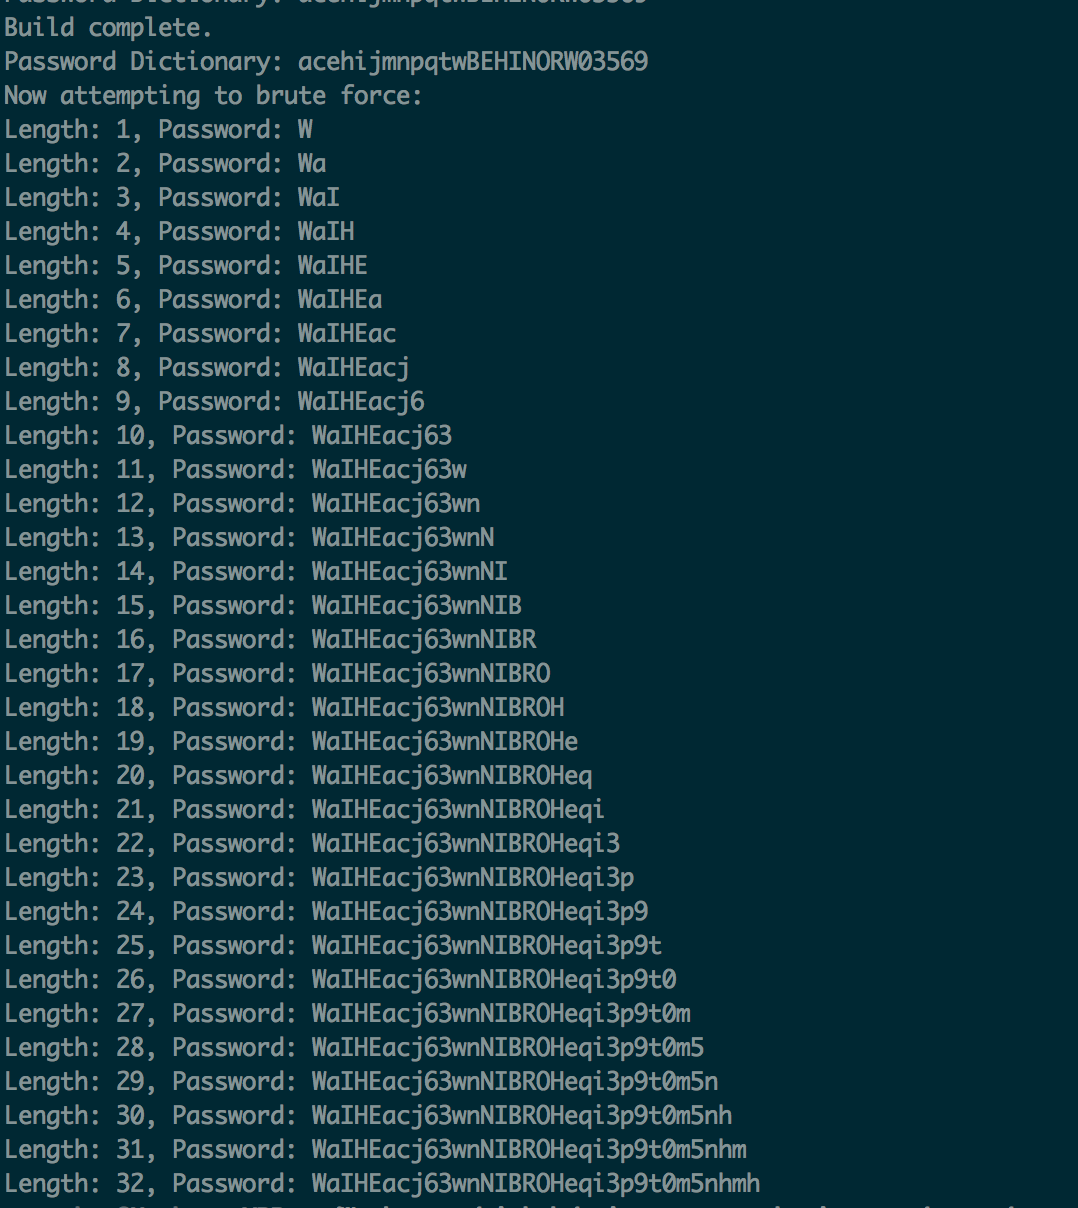 Build complete.
Password Dictionary: acehijmnpqtwBEHINORW03569
Now attempting to brute force:
Length: 1, Password: W
Length: 2, Password: Wa
Length: 3, Password: WaI
Length: 4, Password: WaIH
Length: 5, Password: WaIHE
Length: 6, Password: WaIHEa
Length: 7, Password: WaIHEac
Length: 8, Password: WaIHEacj
Length: 9, Password: WaIHEacj6
Length: 10, Password: WaIHEacj63
Length: 11, Password: WaIHEacj63w
Length: 12, Password: WaIHEacj63wn
Length: 13, Password: WaIHEacj63wnN
Length: 14, Password: WaIHEacj63wnNI
Length: 15, Password: WaIHEacj63wnNIB
Length: 16, Password: WaIHEacj63wnNIBR
Length: 17, Password: WaIHEacj63wnNIBRO
Length: 18, Password: WaIHEacj63wnNIBROH
Length: 19, Password: WaIHEacj63wnNIBROHe
Length: 20, Password: WaIHEacj63wnNIBROHeq
Length: 21, Password: WaIHEacj63wnNIBROHeqi
Length: 22, Password: WaIHEacj63wnNIBROHeqi3
Length: 23, Password: WaIHEacj63wnNIBROHeqi3p
Length: 24, Password: WaIHEacj63wnNIBROHeqi3p9
Length: 25, Password: WaIHEacj63wnNIBROHeqi3p9t
Length: 26, Password: WaIHEacj63wnNIBROHeqi3p9t0
Length: 27, Password: WaIHEacj63wnNIBROHeqi3p9t0m
Length: 28, Password: WaIHEacj63wnNIBROHeqi3p9t0m5
Length: 29, Password: WaIHEacj63wnNIBROHeqi3p9t0m5n
Length: 30, Password: WaIHEacj63wnNIBROHeqi3p9t0m5nh
Length: 31, Password: WaIHEacj63wnNIBROHeqi3p9t0m5nhm
Length: 32, Password: WaIHEacj63wnNIBROHeqi3p9t0m5nhmh